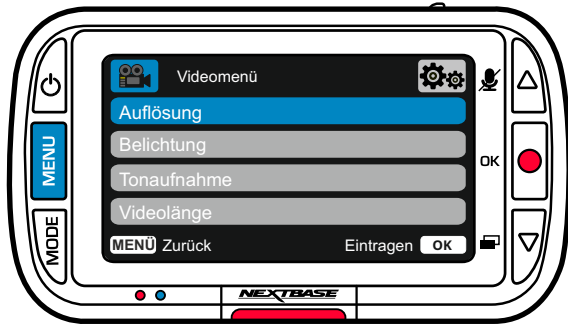 Videomenü
Auflösung
Belichtung
Tonaufnahme
Videolänge
MENÜ Zurück Eintragen OK
MENU
MODE
OK
NEXTBASE